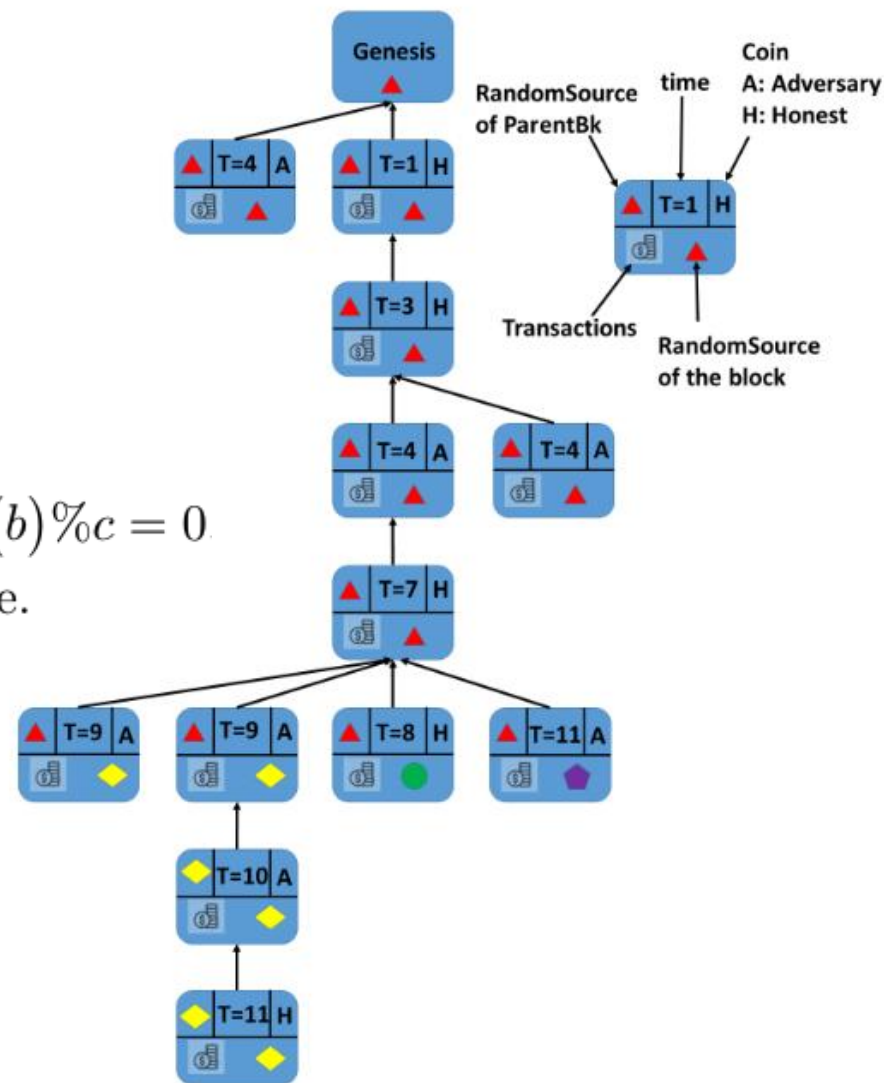 Genesis
RandomSource
of ParentBk
time
Coin
A: Adversary
H: Honest
T=4 A
T=1 H
T=1 H
Transactions
RandomSource
of the block
T=3 H
T=4 A
T=4 A
(b)%c = 0
e.
T=7 H
T=9 A
T=9 A
T=8 H
T=11 A
T=10 A
T=11 H